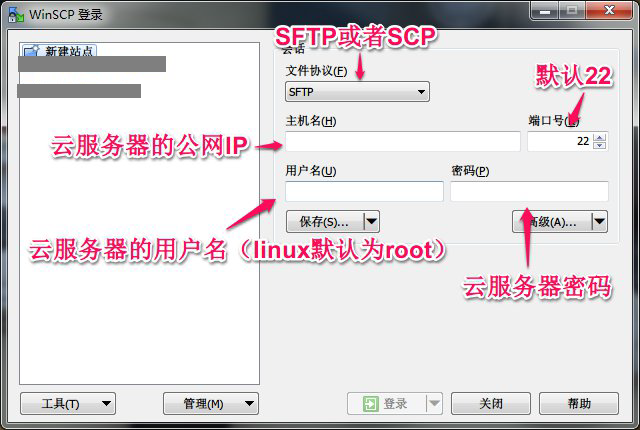 WinSCP 登录
SFTP或者SCP
新建站点
会话
文件协议(F)
默认22
SFTP
主机名(H)
端口号(R)
云服务器的公网IP
22
用户名(U)
密码(P)
保存(S)...
高级(A)...
云服务器的用户名（linux默认为root）
云服务器密码
工具(T)
管理(M)
登录
关闭
帮助